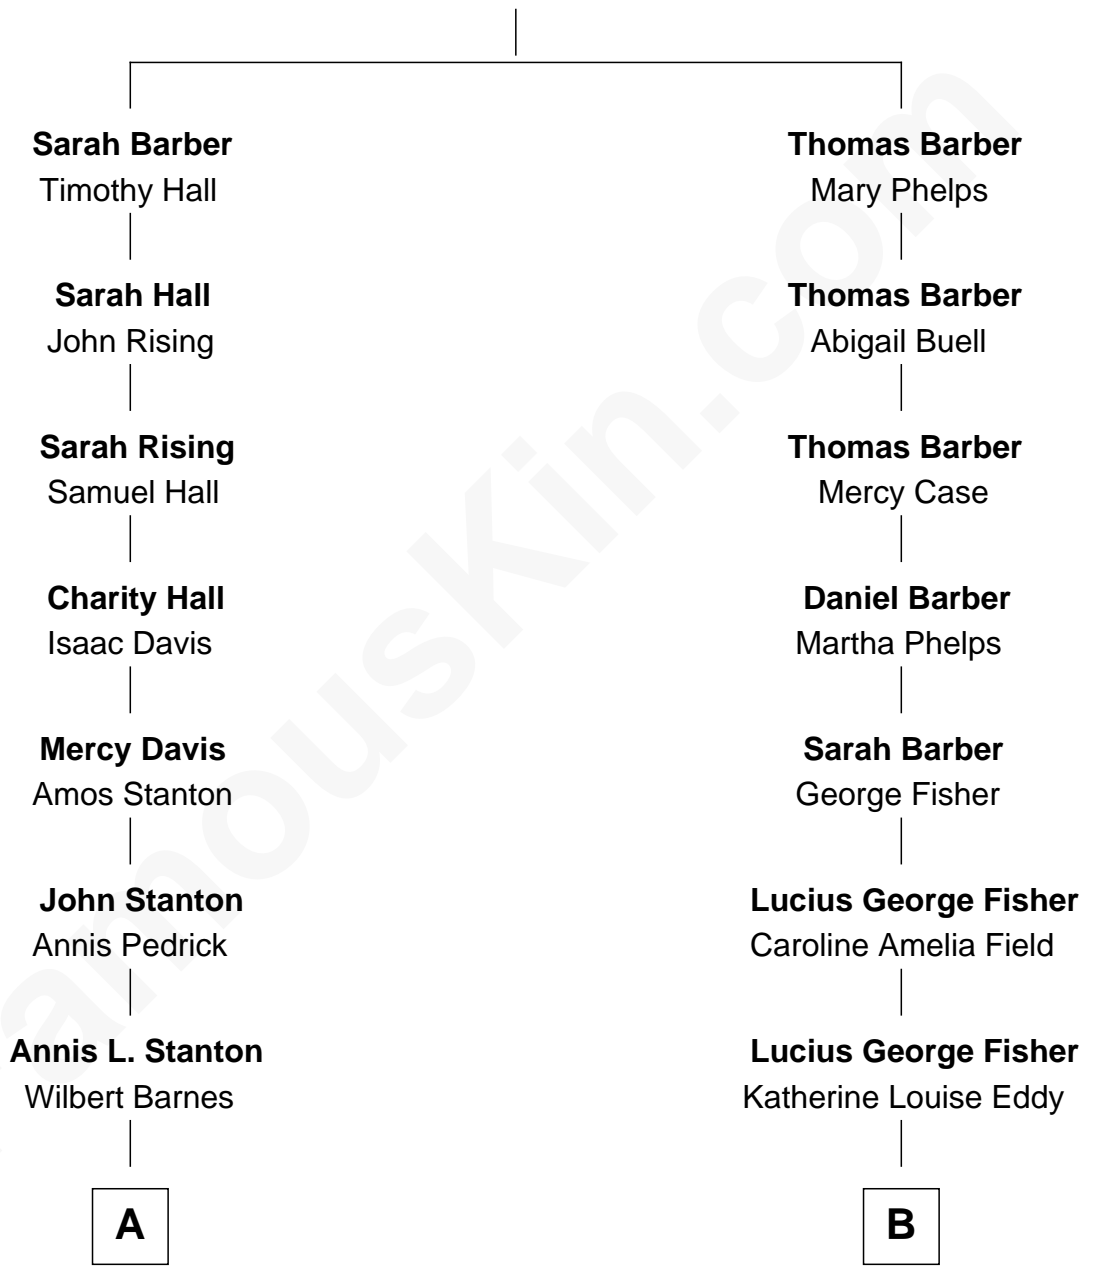 Sarah Barber
Timothy Hall
Thomas Barber
Mary Phelps
Sarah Hall
John Rising
Thomas Barber
Abigail Buell
Sarah Rising
Samuel Hall
Thomas Barber
Mercy Case
Charity Hall
Isaac Davis
Daniel Barber
Martha Phelps
Mercy Davis
Amos Stanton
Sarah Barber
George Fisher
John Stanton
Annis Pedrick
Lucius George Fisher
Caroline Amelia Field
Annis L. Stanton
Wilbert Barnes
Lucius George Fisher
Katherine Louise Eddy
A
B
amouskin.com